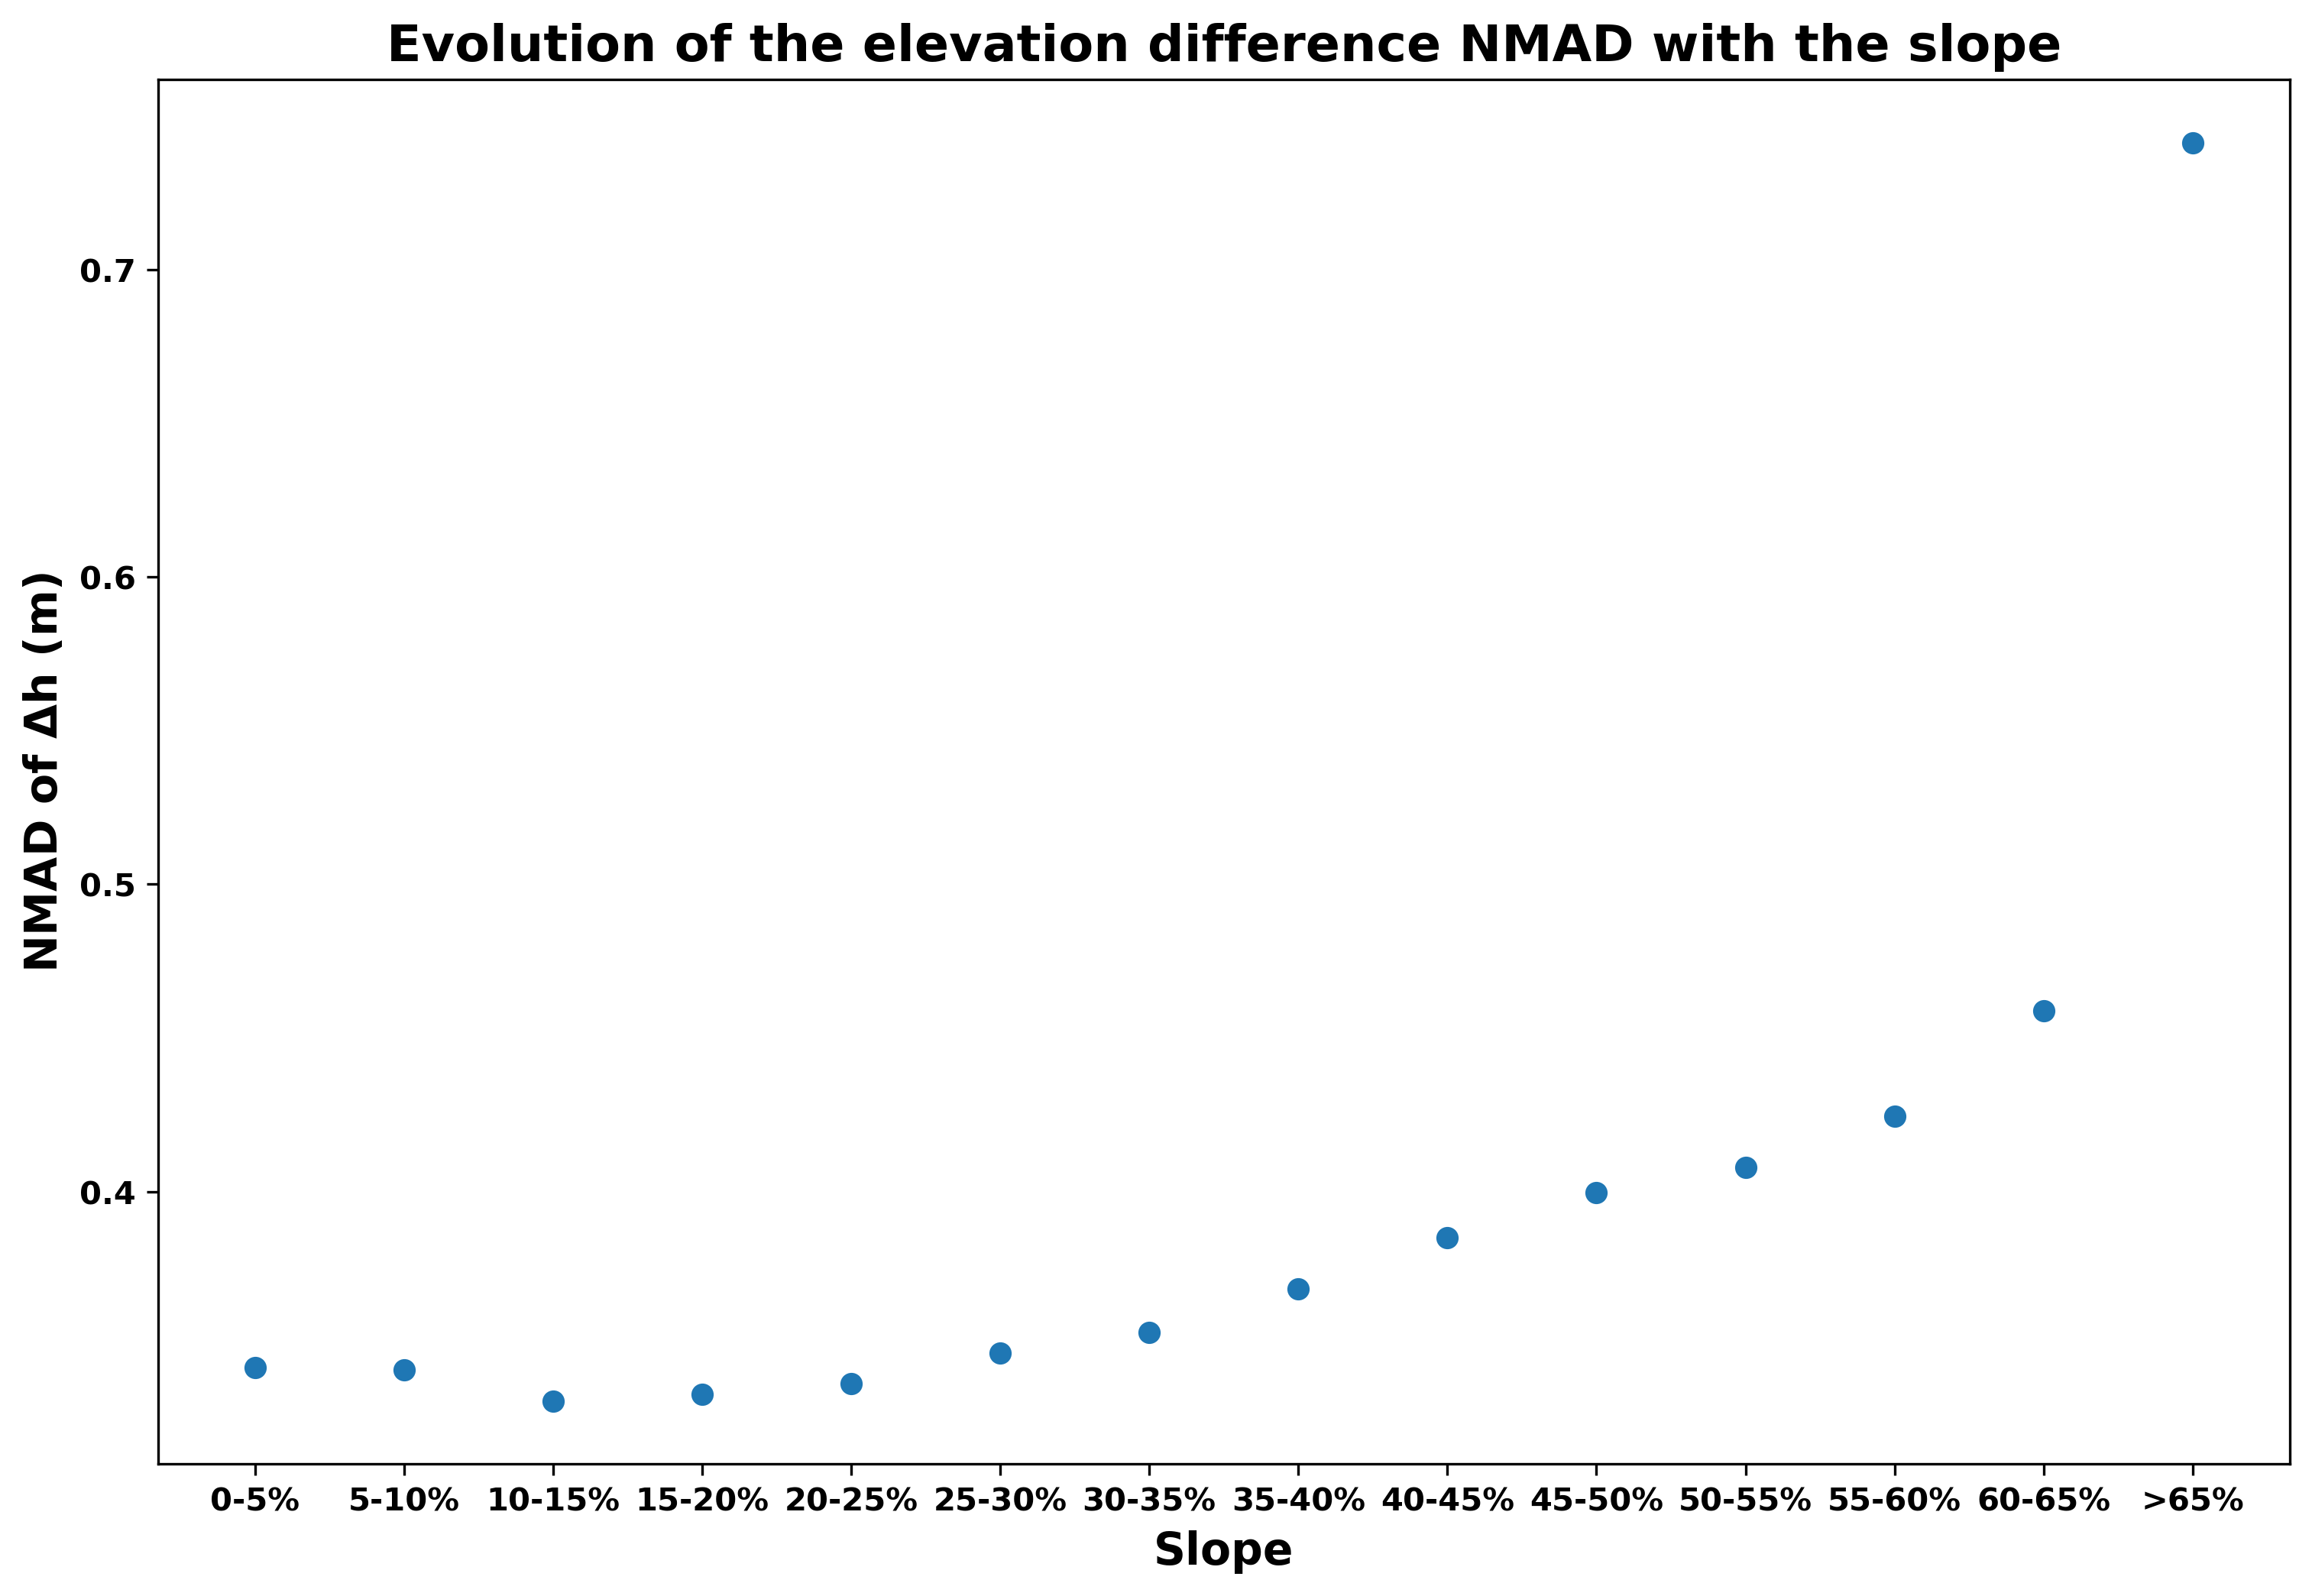 Evolution of the elevation difference NMAD with the slope
NMAD of Δh (m)
0.7
0.6
0.5
0.4
0-5% 5-10% 10-15% 15-20% 20-25% 25-30% 30-35% 35-40% 40-45% 45-50% 50-55% 55-60% 60-65% >65%
Slope